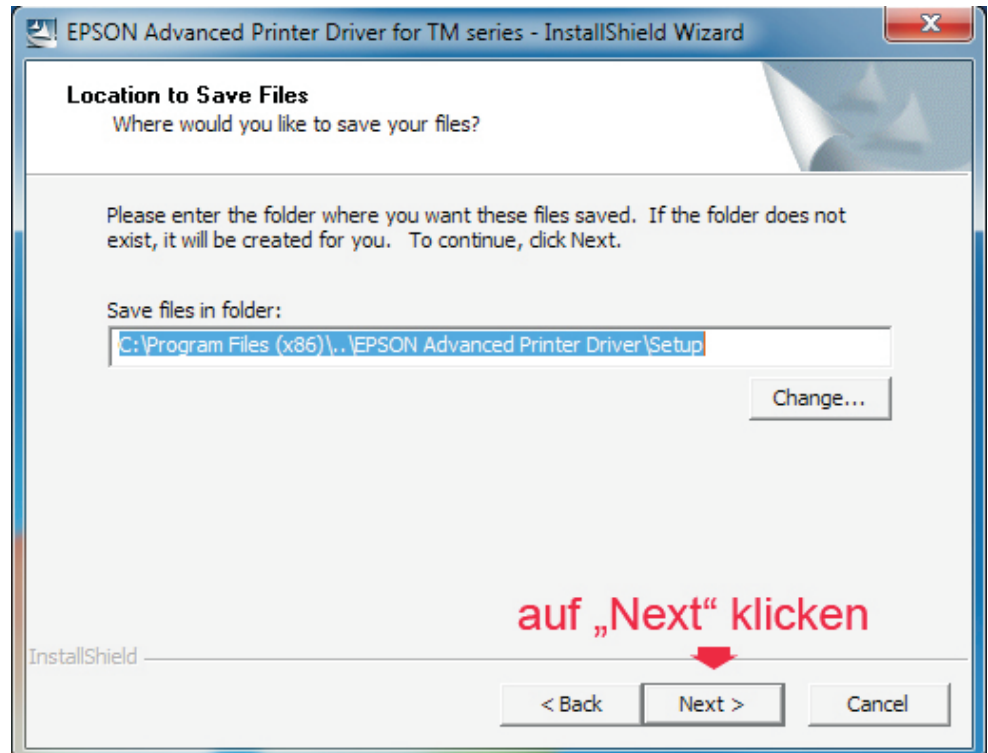 EPSON Advanced Printer Driver for TM series - InstallShield Wizard
Location to Save Files
Where would you like to save your files?
Please enter the folder where you want these files saved.  If the folder does not
exist, it will be created for you.   To continue, click Next.
Save files in folder:
C:\Program Files (x86)\..\EPSON Advanced Printer Driver\Setup
Change...
auf „Next“ klicken
InstallShield
< Back
Next >
Cancel